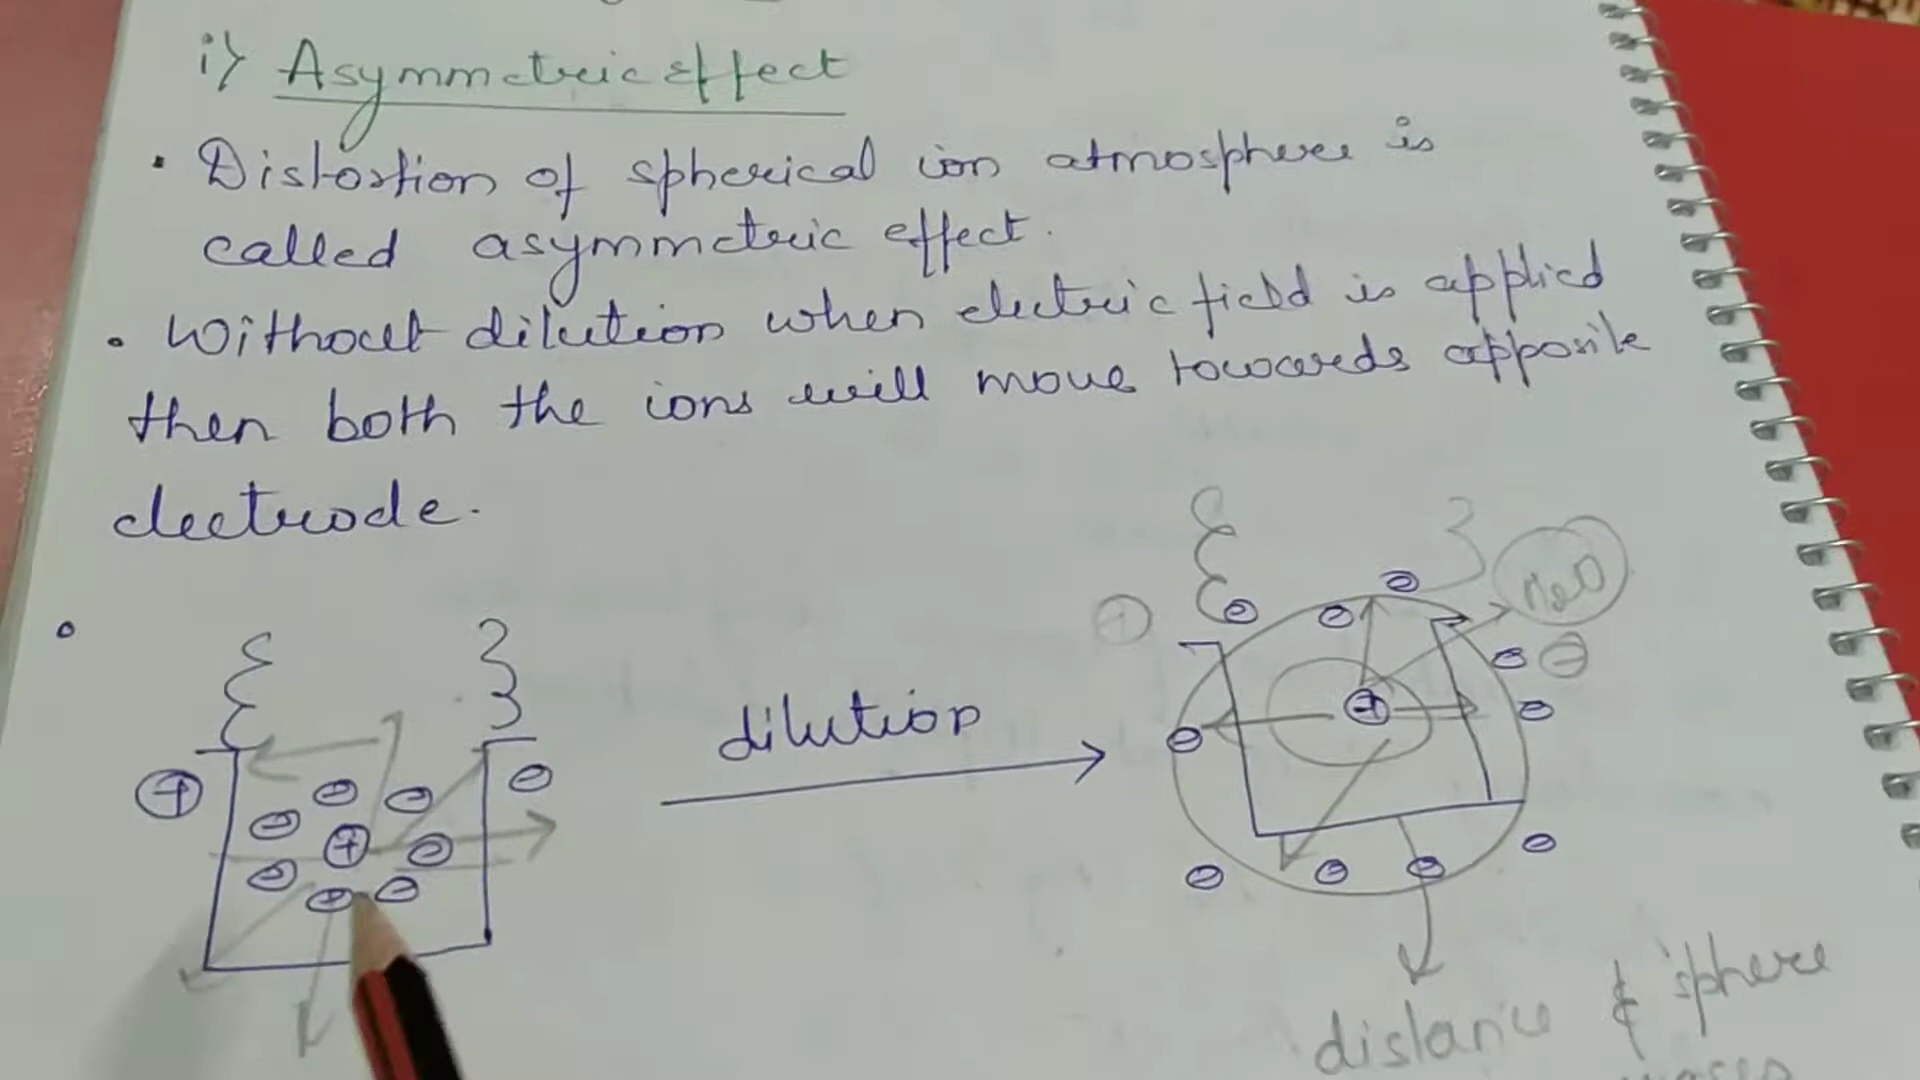 i) Asymmetric effect
• Distortion of spherical ion atmosphere is
called asymmetric effect.
• Without dilution when electric field is applied
then both the ions will move towards opposite
electrode.
dilution
H2O
distance & sphere